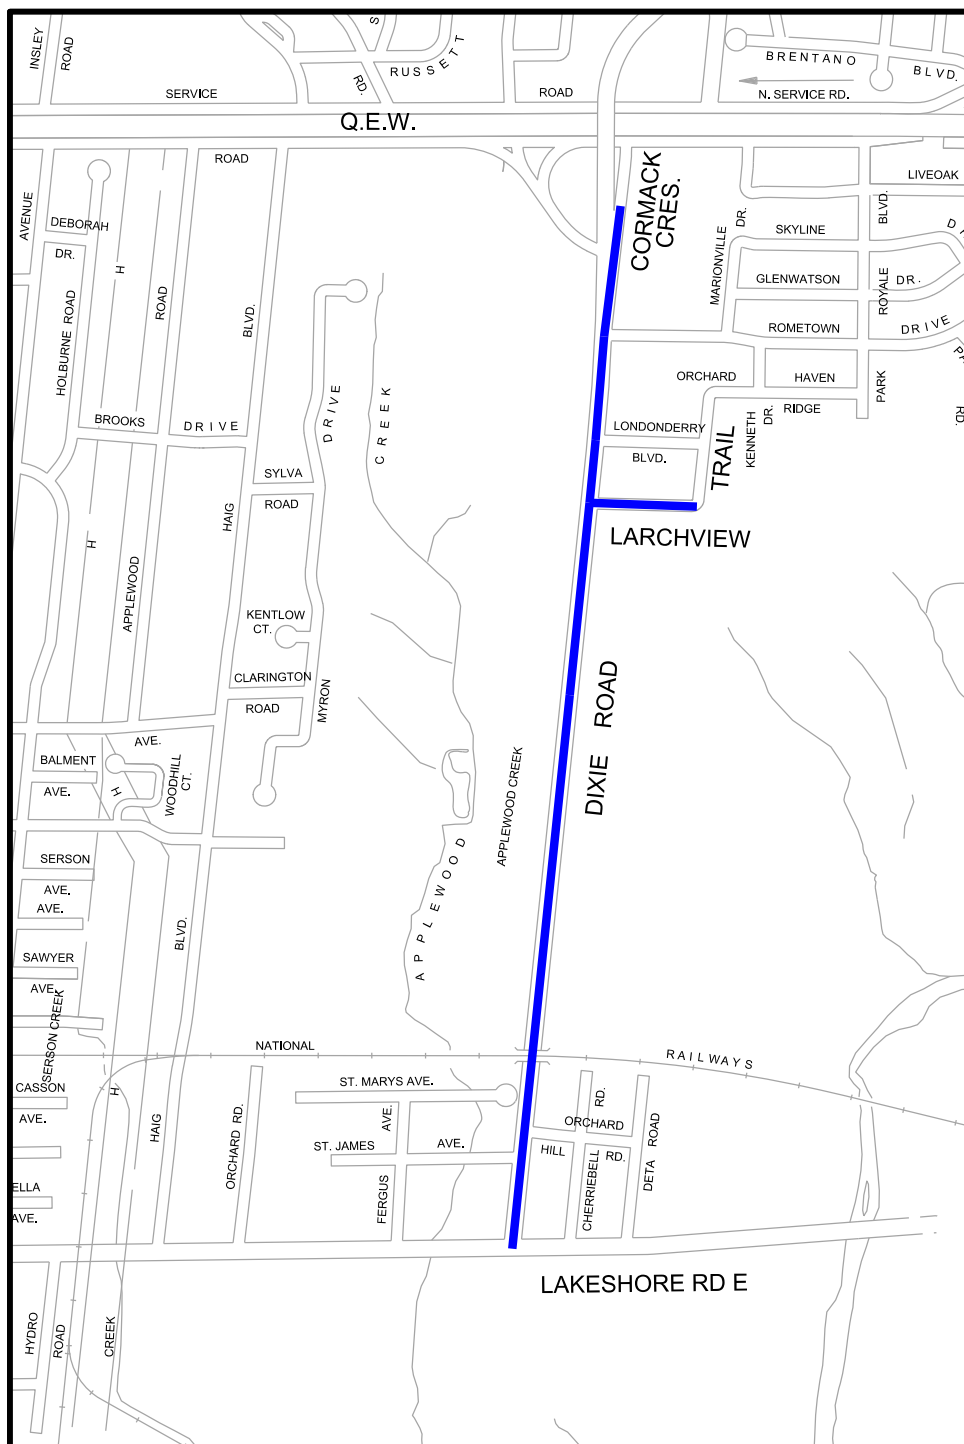 INSLEY
ROAD
S
RUSSETT
RD.
BRENTANO
BLVD.
SERVICE
ROAD
N. SERVICE RD.
Q.E.W.
ROAD
CORMACK
CRES.
LIVEOAK
AVENUE
DEBORAH
DR.
H
ROAD
HOLBURNE ROAD
BLVD.
MARIONVILLE
DR.
SKYLINE
BLVD.
GLENWATSON
DR.
ROYALE
ROMETOWN
DRIVE
ORCHARD
HAVEN
PARK
RIDGE
DR.
KENNETH
RD.
BROOKS
DRIVE
DRIVE
CREEK
LONDONDERRY
BLVD.
TRAIL
SYLVA
ROAD
HAIG
LARCHVIEW
H
APPLEWOOD
KENTLOW
CT.
CLARINGTON
ROAD
MYRON
DIXIE ROAD
AVE.
BALMENT
AVE.
H
WOODHILL
CT.
APPLEWOOD CREEK
APPLEWOOD
SERSON
AVE.
AVE.
BLVD.
SAWYER
AVE.
SERSON CREEK
NATIONAL
RAILWAYS
CASSON
AVE.
H
HAIG
ORCHARD RD.
ST. MARYS AVE.
AVE.
ST. JAMES
AVE.
FERGUS
RD.
ORCHARD
HILL
RD.
CHERRIEBELL
DETA ROAD
ELLA
AVE.
LAKESHORE RD E
HYDRO
ROAD
CREEK